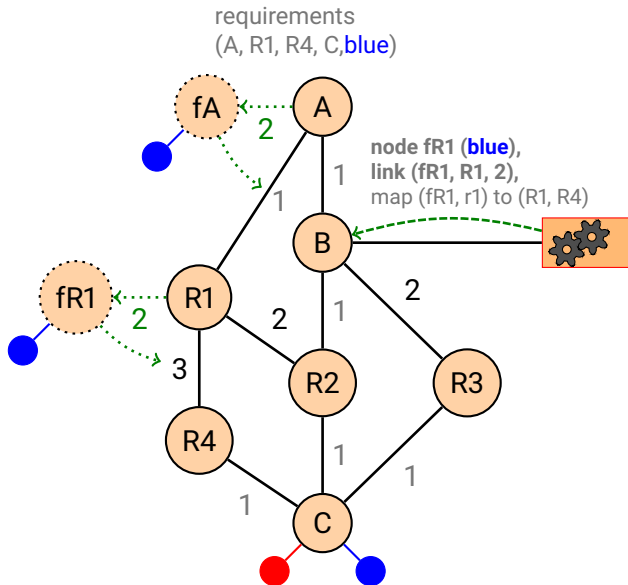 requirements
(A, R1, R4, C,blue)
fA
2
A
node fR1 (blue),
link (fR1, R1, 2),
map (fR1, r1) to (R1, R4)
1
1
B
fR1
2
R1
2
1
2
3
R2
R3
R4
1
1
1
C